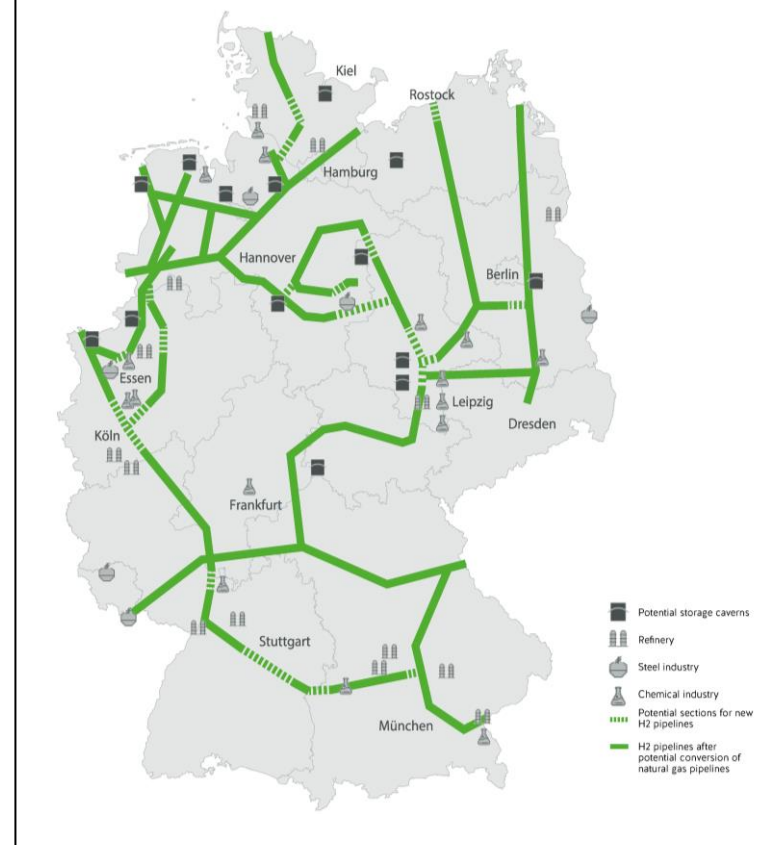 Kiel
Rostock
Hamburg
Hannover
Berlin
Essen
Leipzig
Köln
Dresden
Frankfurt
Stuttgart
München
Potential storage caverns
Refinery
Steel industry
Chemical industry
Potential sections for new
H2 pipelines
H2 pipelines after
potential conversion of
natural gas pipelines